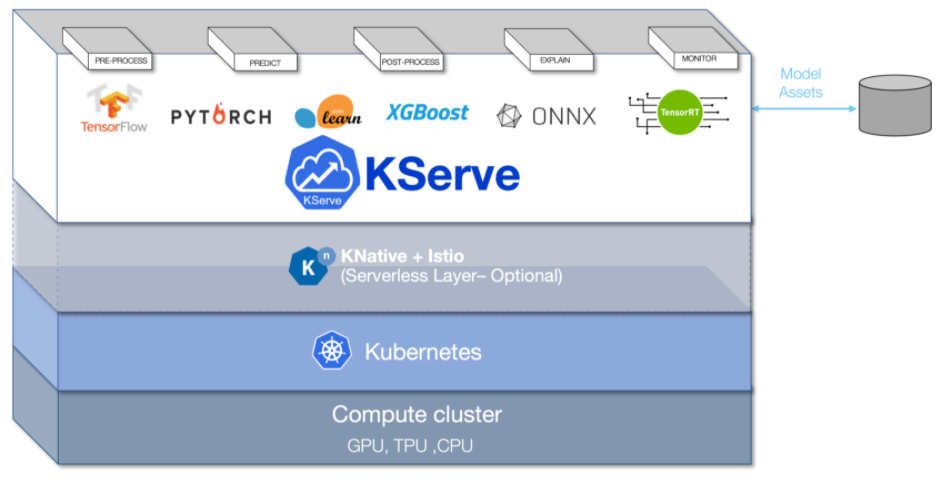 PRE-PROCESS
PREDICT
POST-PROCESS
EXPLAIN
MONITOR
Model
Assets
TensorFlow
PYTORCH
learn
XGBoost
ONNX
TensorRT
KServe
KServe
K
n
KNative + Istio
(Serverless Layer– Optional)
Kubernetes
Compute cluster
GPU, TPU ,CPU